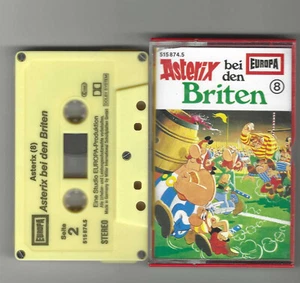 Asterix (8)
Asterix bei den Briten
Eine Studio EUROPA-Produktion
EUROPA
Seite
2
515 874.5
STEREO
515 874.5
Asterix bei
den
EUROPA
8
Briten